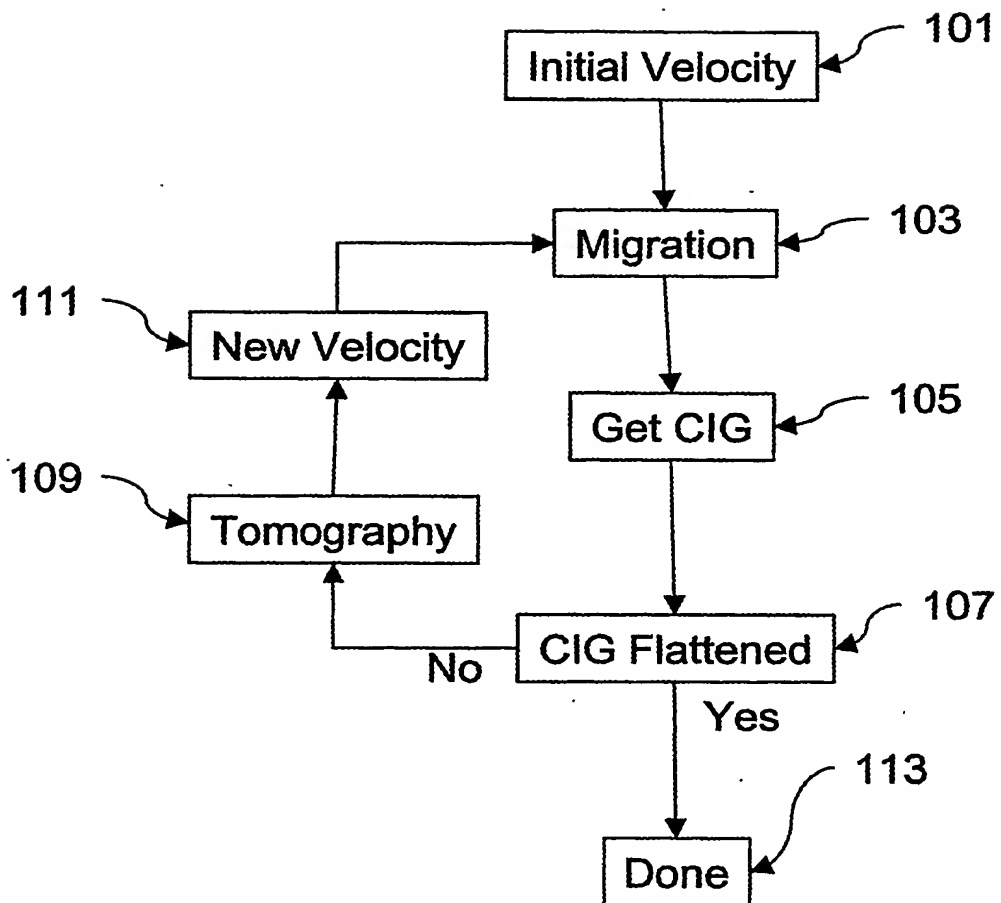 101
Initial Velocity
103
Migration
111
New Velocity
105
Get CIG
109
Tomography
107
CIG Flattened
No
Yes
113
Done